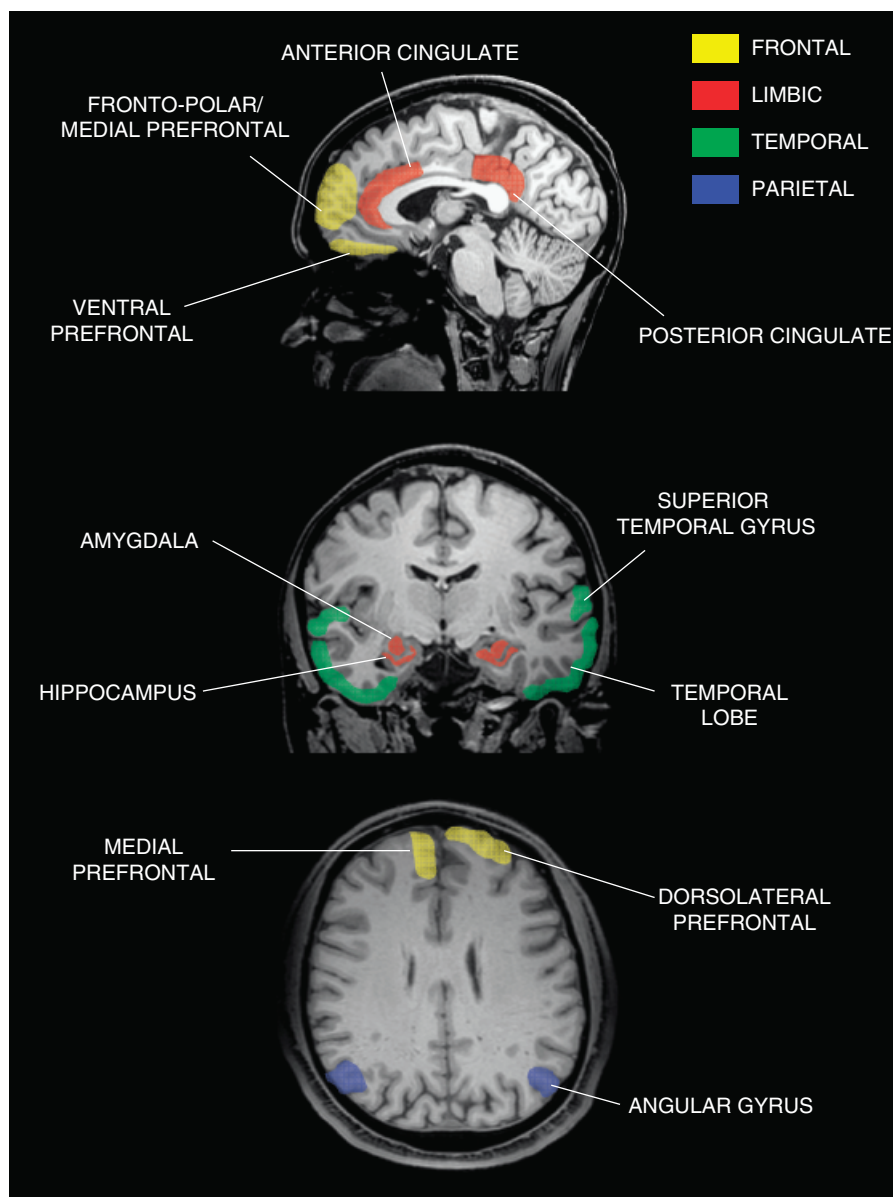 ANTERIOR CINGULATE
FRONTO-POLAR/
MEDIAL PREFRONTAL
VENTRAL
PREFRONTAL
POSTERIOR CINGULATE
FRONTAL
LIMBIC
TEMPORAL
PARIETAL
AMYGDALA
HIPPOCAMPUS
SUPERIOR
TEMPORAL GYRUS
TEMPORAL
LOBE
MEDIAL
PREFRONTAL
DORSOLATERAL
PREFRONTAL
ANGULAR GYRUS